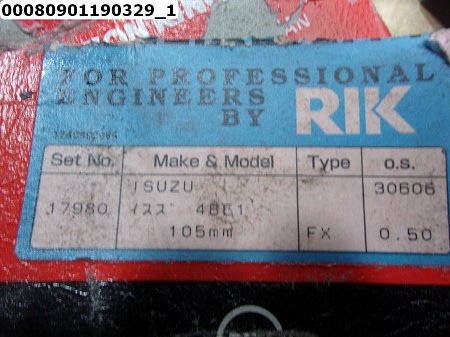 00080901190329_1
FOR PROFESSIONAL
ENGINEERS
BY RIK
Set No. Make & Model Type O.S.
ISUZU 30606
17980 イスズ 4BE1
105mm FX 0.50